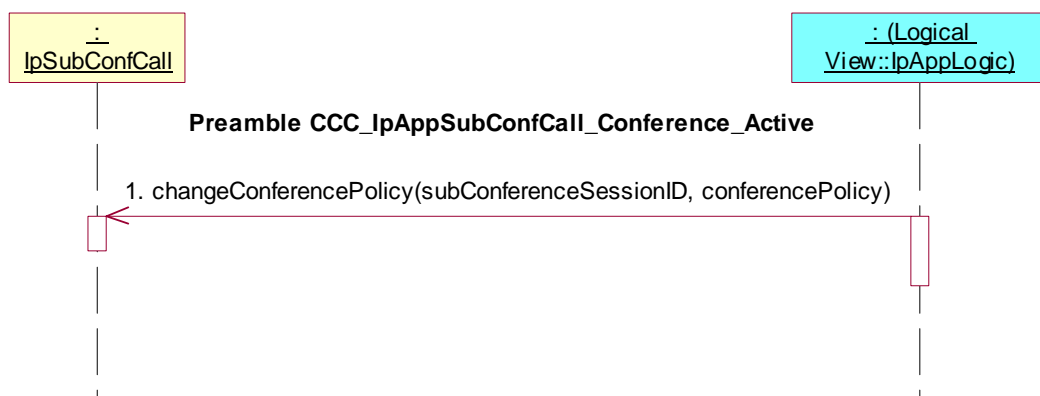 :
IpSubConfCall
: (Logical
View::IpAppLogic)
Preamble CCC_IpAppSubConfCall_Conference_Active
1. changeConferencePolicy(subConferenceSessionID, conferencePolicy)